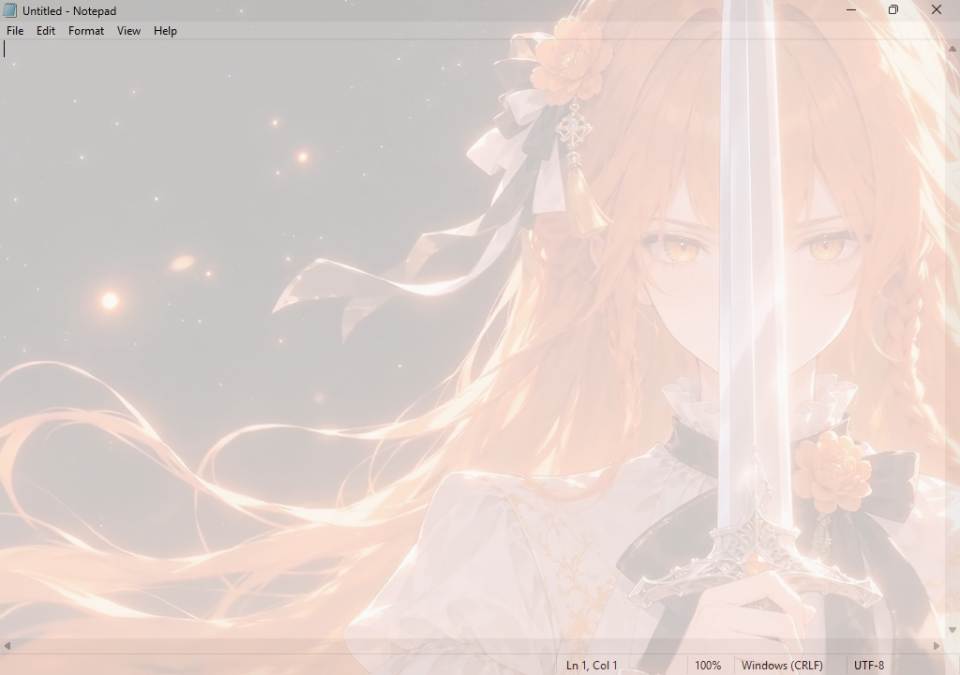 Untitled - Notepad
File Edit Format View Help
Ln 1, Col 1 100% Windows (CRLF) UTF-8